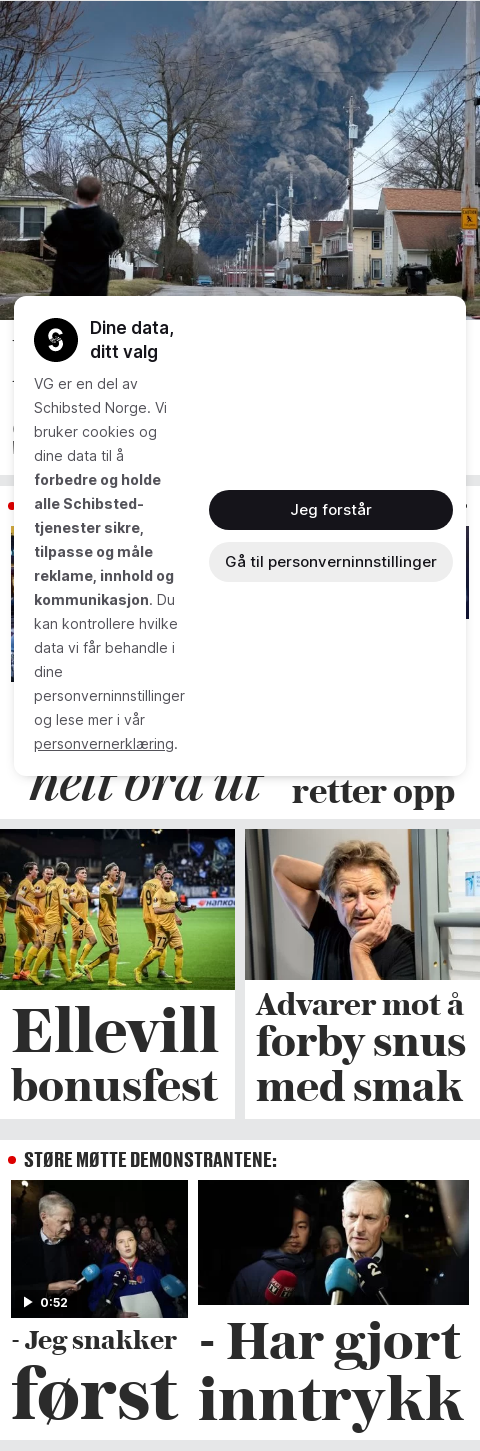 Dine data,
ditt valg
VG er en del av
Schibsted Norge. Vi
bruker cookies og
dine data til å
forbedre og holde
alle Schibsted-
tjenester sikre,
tilpasse og måle
reklame, innhold og
kommunikasjon. Du
kan kontrollere hvilke
data vi får behandle i
dine
personverninnstillinger
og lese mer i vår
personvernerklæring.
Jeg forstår
Gå til personverninnstillinger
helt bra ut
retter opp
Ellevill
bonusfest
Advarer mot å
forby snus
med smak
STØRE MØTTE DEMONSTRANTENE:
0:52
- Jeg snakker
først
- Har gjort
inntrykk